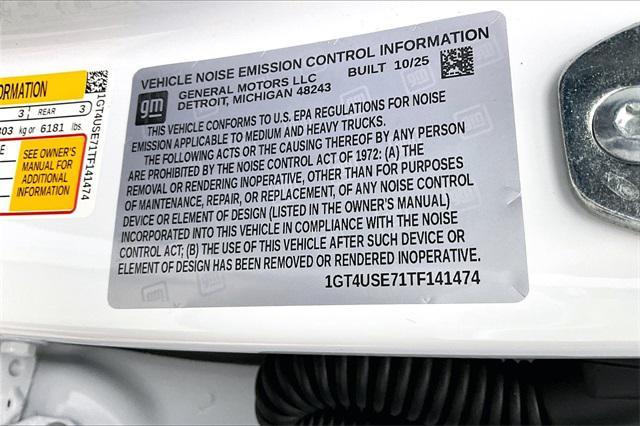 ORMATION
3 REAR 3
803 kg or 6181 lbs.
SEE OWNER'S
MANUAL FOR
ADDITIONAL
INFORMATION
1GT4USE71TF141474
VEHICLE NOISE EMISSION CONTROL INFORMATION
gm
GENERAL MOTORS LLC BUILT 10/25
DETROIT, MICHIGAN 48243
THIS VEHICLE CONFORMS TO U.S. EPA REGULATIONS FOR NOISE
EMISSION APPLICABLE TO MEDIUM AND HEAVY TRUCKS.
THE FOLLOWING ACTS OR THE CAUSING THEREOF BY ANY PERSON
ARE PROHIBITED BY THE NOISE CONTROL ACT OF 1972: (A) THE
REMOVAL OR RENDERING INOPERATIVE, OTHER THAN FOR PURPOSES
OF MAINTENANCE, REPAIR, OR REPLACEMENT, OF ANY NOISE CONTROL
DEVICE OR ELEMENT OF DESIGN (LISTED IN THE OWNER'S MANUAL)
INCORPORATED INTO THIS VEHICLE IN COMPLIANCE WITH THE NOISE
CONTROL ACT; (B) THE USE OF THIS VEHICLE AFTER SUCH DEVICE OR
ELEMENT OF DESIGN HAS BEEN REMOVED OR RENDERED INOPERATIVE.
1GT4USE71TF141474